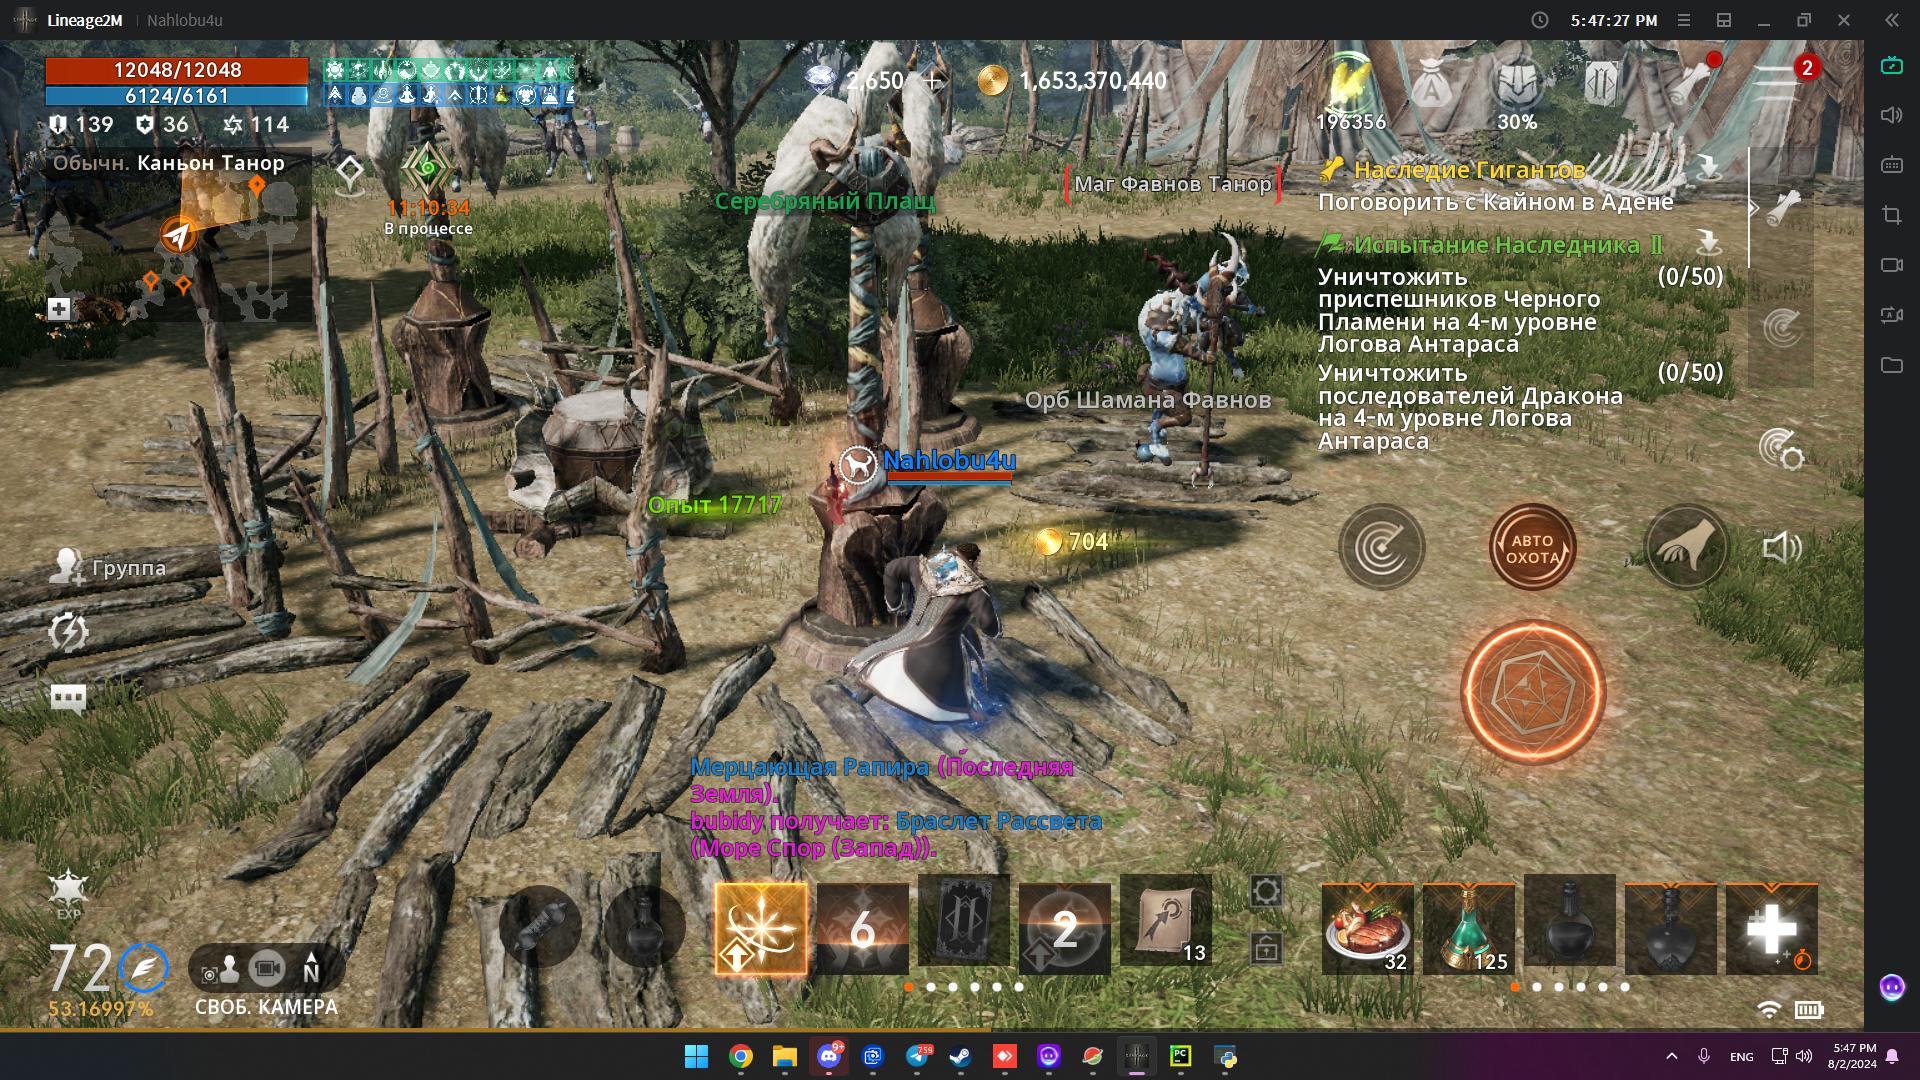 Lineage2M
Nahlobu4u
5:47:27 PM
12048/12048
6124/6161
139
36
114
2,650
1,653,370,440
196356
30%
2
Обычн. Каньон Танор
11:10:34
В процессе
Серебряный Плащ
Маг Фавнов Танор
Наследие Гигантов
Поговорить с Кайном в Адене
Испытание Наследника Ⅱ
Уничтожить (0/50)
приспешников Черного
Пламени на 4-м уровне
Логова Антараса
Уничтожить (0/50)
последователей Дракона
на 4-м уровне Логова
Антараса
Орб Шамана Фавнов
Nahlobu4u
Опыт 17717
704
АВТО
ОХОТА
Группа
Мерцающая Рапира (Последняя
Земля).
bubidy получает: Браслет Рассвета
(Море Спор (Запад)).
EXP
72
53.16997%
N
СВОБ. КАМЕРА
6
2
13
32
125
9+
759
PC
ENG
5:47 PM
8/2/2024